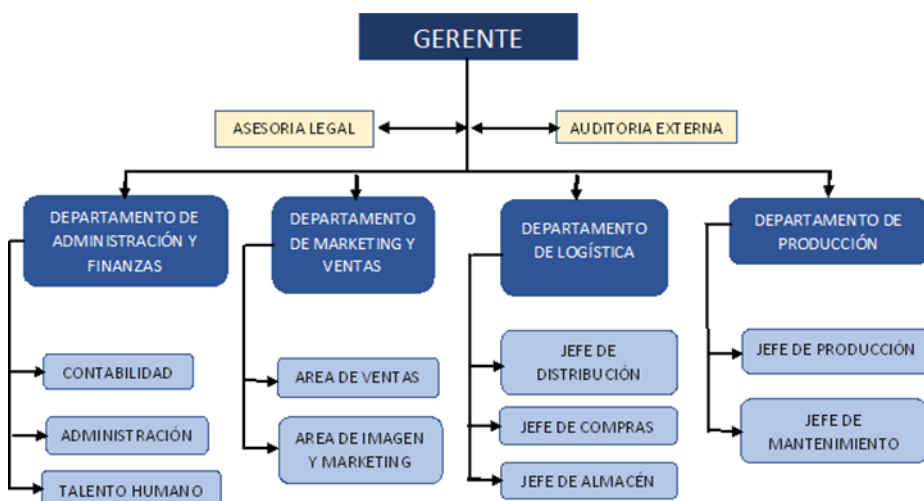 GERENTE
ASESORIA LEGAL
AUDITORIA EXTERNA
DEPARTAMENTO DE
ADMINISTRACIÓN Y
FINANZAS
DEPARTAMENTO
DE MARKETING Y
VENTAS
DEPARTAMENTO
DE LOGÍSTICA
DEPARTAMENTO DE
PRODUCCIÓN
CONTABILIDAD
ADMINISTRACIÓN
TALENTO HUMANO
AREA DE VENTAS
AREA DE IMAGEN
Y MARKETING
JEFE DE
DISTRIBUCIÓN
JEFE DE COMPRAS
JEFE DE ALMACÉN
JEFE DE PRODUCCIÓN
JEFE DE
MANTENIMIENTO